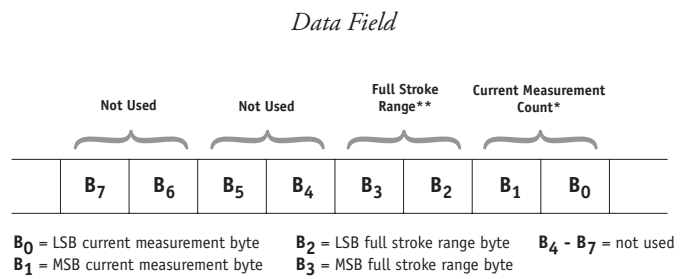 Data Field
Not Used
Not Used
Full Stroke
Range**
Current Measurement
Count*
B7 B6 B5 B4 B3 B2 B1 B0
B0 = LSB current measurement byte B2 = LSB full stroke range byte B4 - B7 = not used
B1 = MSB current measurement byte B3 = MSB full stroke range byte